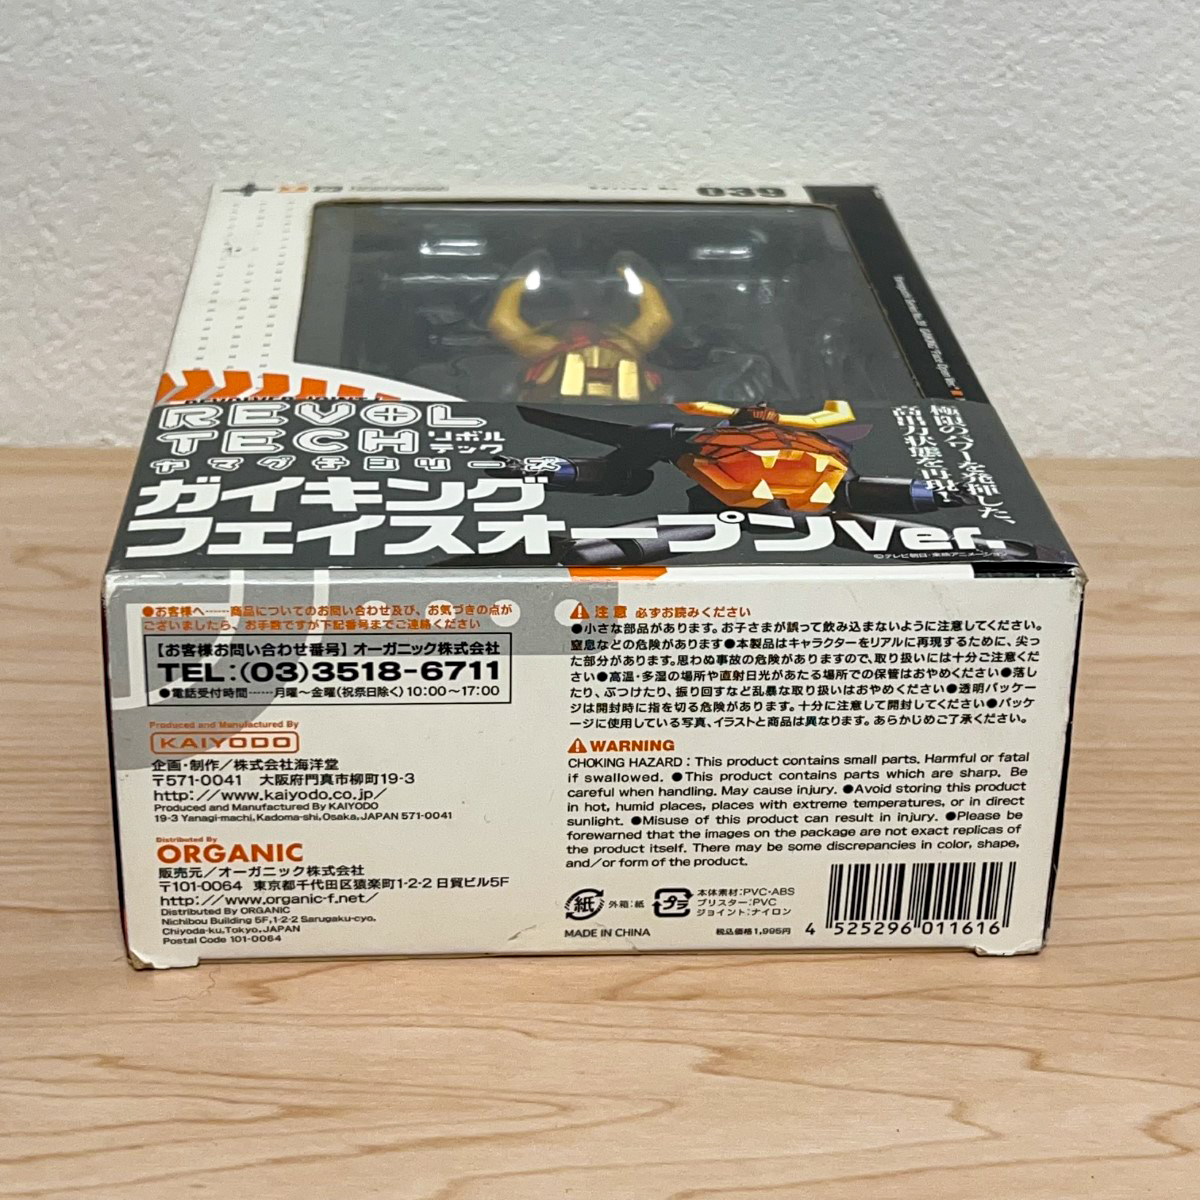 039
REVOL
TECH リボルテック
ヤマグチシリーズ
ガイキング
フェイスオープンVer.
極限のパワーを発揮した、
高出力状態を再現!
©テレビ朝日・東映アニメーション
●お客様へ……商品についてのお問い合わせ及び、お気づきの点が
ございましたら、お手数ですが下記番号までご連絡ください
【お客様お問い合わせ番号】オーガニック株式会社
TEL:(03)3518-6711
●電話受付時間……月曜〜金曜(祝祭日除く)10:00〜17:00
Produced and Manufactured By
KAIYODO
企画・制作/株式会社海洋堂
〒571-0041 大阪府門真市柳町19-3
http://www.kaiyodo.co.jp/
Produced and Manufactured By KAIYODO
19-3 Yanagi-machi, Kadoma-shi, Osaka, JAPAN 571-0041
Distributed By
ORGANIC
販売元/オーガニック株式会社
〒101-0064 東京都千代田区猿楽町1-2-2 日貿ビル5F
http://www.organic-f.net/
Distributed By ORGANIC
Nichibou Building 5F, 1-2-2 Sarugaku-cyo,
Chiyoda-ku, Tokyo, JAPAN
Postal Code 101-0064
注意 必ずお読みください
●小さな部品があります。お子さまが誤って飲み込まないように注意してください。
窒息などの危険があります●本製品はキャラクターをリアルに再現するために、尖っ
た部分があります。思わぬ事故の危険がありますので、取り扱いには十分ご注意くだ
さい●高温・多湿の場所や直射日光があたる場所での保管はおやめください●落し
たり、ぶつけたり、振り回すなど乱暴な取り扱いはおやめください●透明パッケー
ジは開封時に指を切る危険があります。十分に注意して開封してください●パッケ
ージに使用している写真、イラストと商品は異なります。あらかじめご了承ください。
WARNING
CHOKING HAZARD : This product contains small parts. Harmful or fatal
if swallowed. ●This product contains parts which are sharp. Be
careful when handling. May cause injury. ●Avoid storing this product
in hot, humid places, places with extreme temperatures, or in direct
sunlight. ●Misuse of this product can result in injury. ●Please be
forewarned that the images on the package are not exact replicas of
the product itself. There may be some discrepancies in color, shape,
and/or form of the product.
紙 外箱:紙
プラ 本体素材:PVC・ABS
ブリスター:PVC
ジョイント:ナイロン
MADE IN CHINA
税込価格1,995円
4 525296 011616